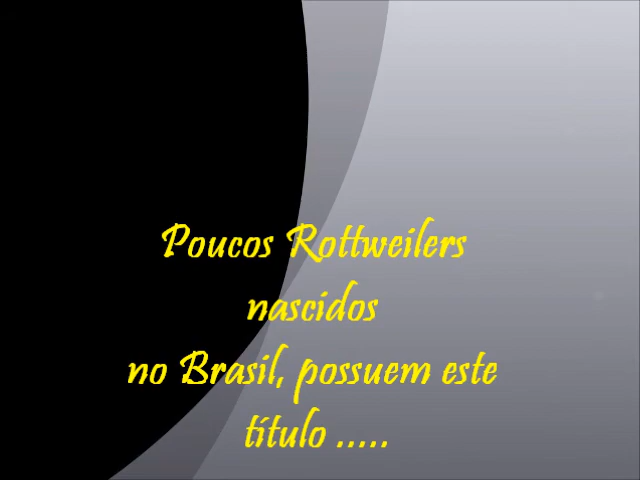 Poucos Rottweilers
nascidos
no Brasil, possuem este
título .....